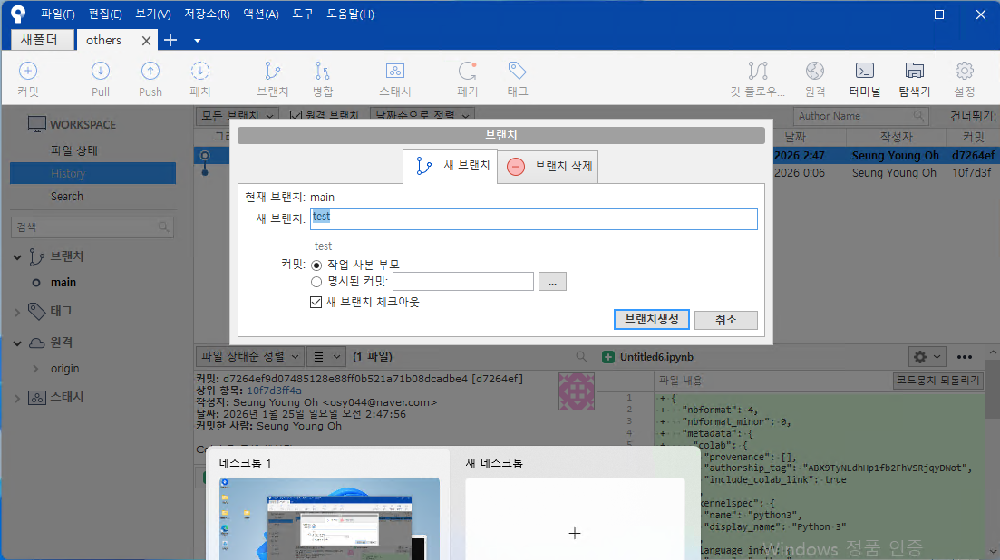 파일(F) 편집(E) 보기(V) 저장소(R) 액션(A) 도구 도움말(H)
새폴더 others
커밋 Pull Push 패치 브랜치 병합 스태시 폐기 태그 깃 플로우... 원격 터미널 탐색기 설정
WORKSPACE
파일 상태
History
Search
검색
브랜치
main
태그
원격
origin
스태시
모든 브랜치 원격 브랜치 날짜순으로 정렬 Author Name 건너뛰기:
날짜 작성자 커밋
2026 2:47 Seung Young Oh d7264ef
2026 0:06 Seung Young Oh 10f7d3f
브랜치
새 브랜치 브랜치 삭제
현재 브랜치: main
새 브랜치: test
test
커밋: 작업 사본 부모
명시된 커밋: ...
새 브랜치 체크아웃
브랜치생성 취소
파일 상태순 정렬 (1 파일)
커밋: d7264ef9d07485128e88ff0b521a71b08dcadbe4 [d7264ef]
상위 항목: 10f7d3ff4a
작성자: Seung Young Oh <osy044@naver.com>
날짜: 2026년 1월 25일 일요일 오전 2:47:56
커밋한 사람: Seung Young Oh
Untitled6.ipynb
파일 내용 코드뭉치 되돌리기
1 + {
2 + "nbformat": 4,
3 + "nbformat_minor": 0,
4 + "metadata": {
5 "colab": {
"provenance": [],
"authorship_tag": "ABX9TyNLdhHp1fb2FhVSRjqyDWot",
"include_colab_link": true
kernelspec": {
"name": "python3",
"display_name": "Python 3"
language_info": {
데스크톱 1 새 데스크톱
Windows 정품 인증